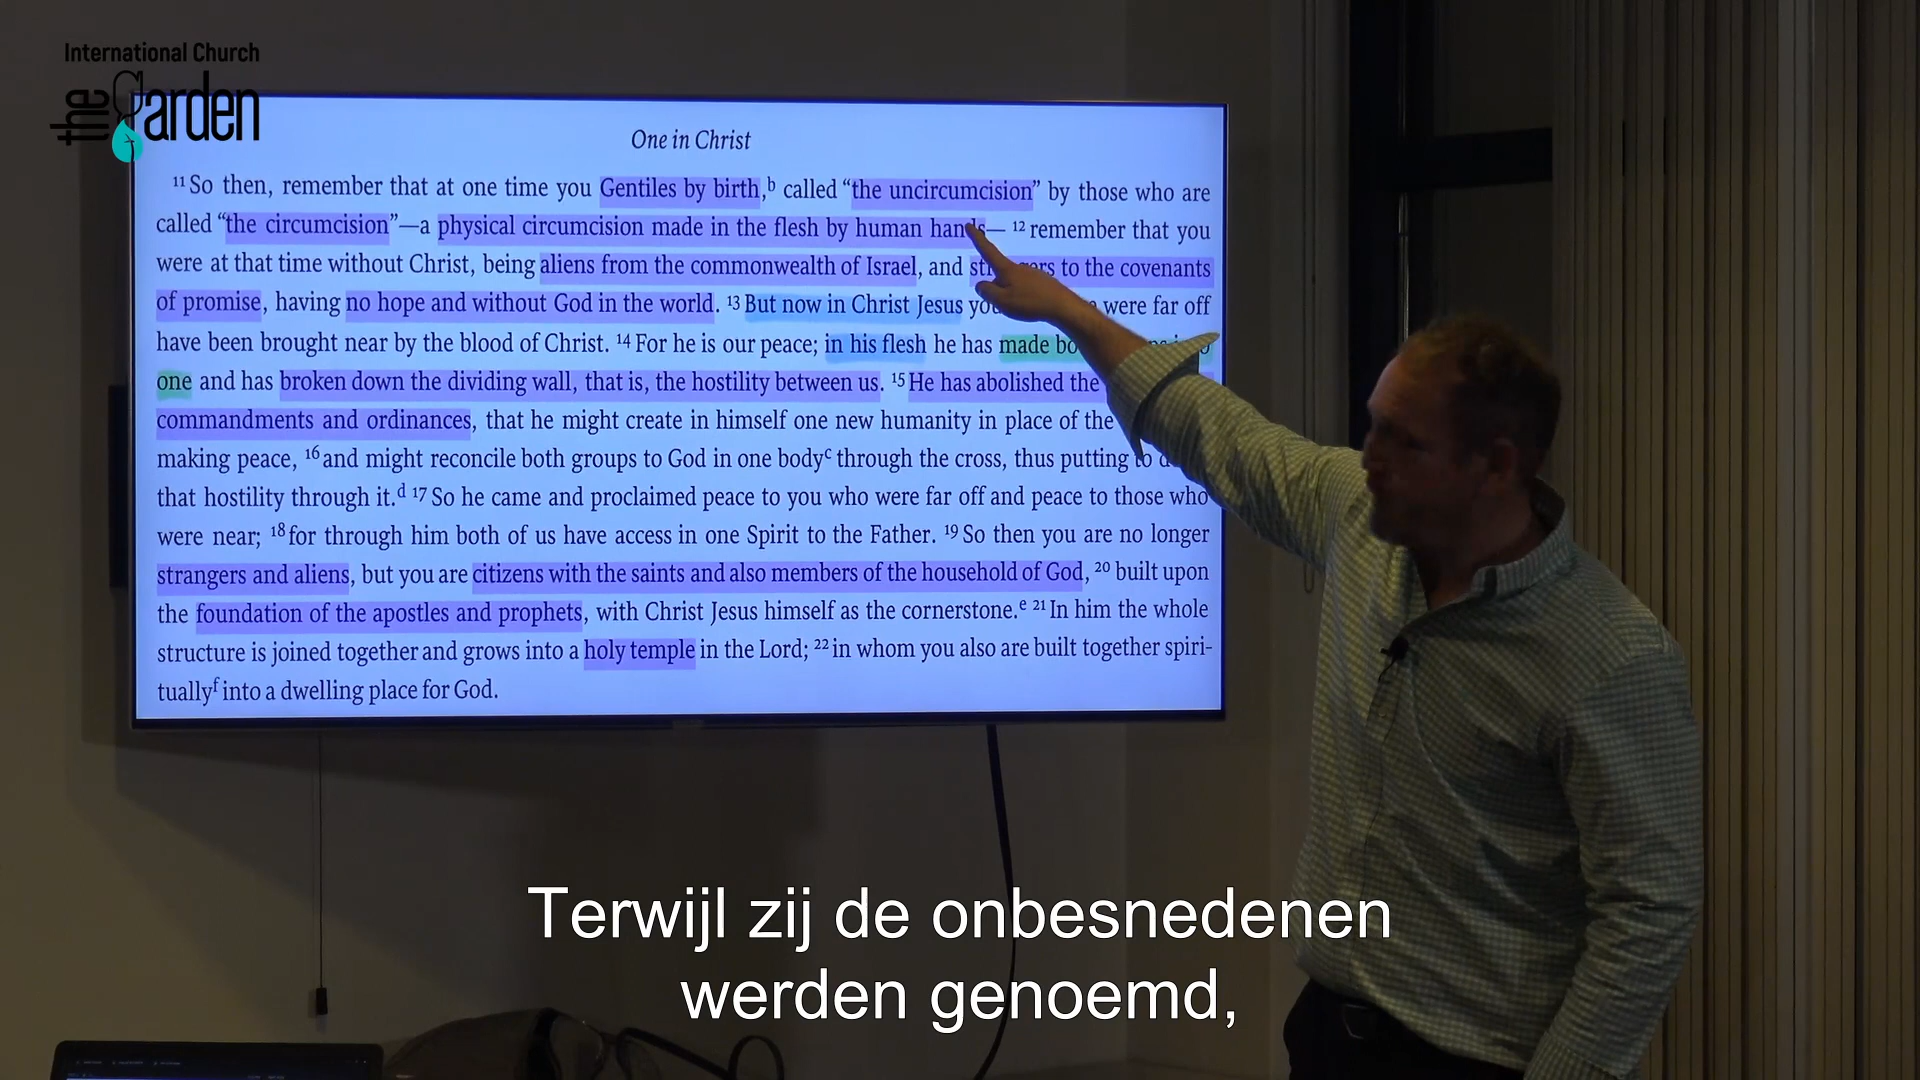 International Church
the Garden
One in Christ
11 So then, remember that at one time you Gentiles by birth,b called “the uncircumcision” by those who are
called “the circumcision”—a physical circumcision made in the flesh by human hands— 12 remember that you
were at that time without Christ, being aliens from the commonwealth of Israel, and strangers to the covenants
of promise, having no hope and without God in the world. 13 But now in Christ Jesus you were far off
have been brought near by the blood of Christ. 14 For he is our peace; in his flesh he has made
one and has broken down the dividing wall, that is, the hostility between us. 15 He has abolished the
commandments and ordinances, that he might create in himself one new humanity in place of the
making peace, 16 and might reconcile both groups to God in one bodyc through the cross, thus putting to
that hostility through it.d 17 So he came and proclaimed peace to you who were far off and peace to those who
were near; 18 for through him both of us have access in one Spirit to the Father. 19 So then you are no longer
strangers and aliens, but you are citizens with the saints and also members of the household of God, 20 built upon
the foundation of the apostles and prophets, with Christ Jesus himself as the cornerstone.e 21 In him the whole
structure is joined together and grows into a holy temple in the Lord; 22 in whom you also are built together spiri-
tuallyf into a dwelling place for God.
Terwijl zij de onbesnedenen
werden genoemd,